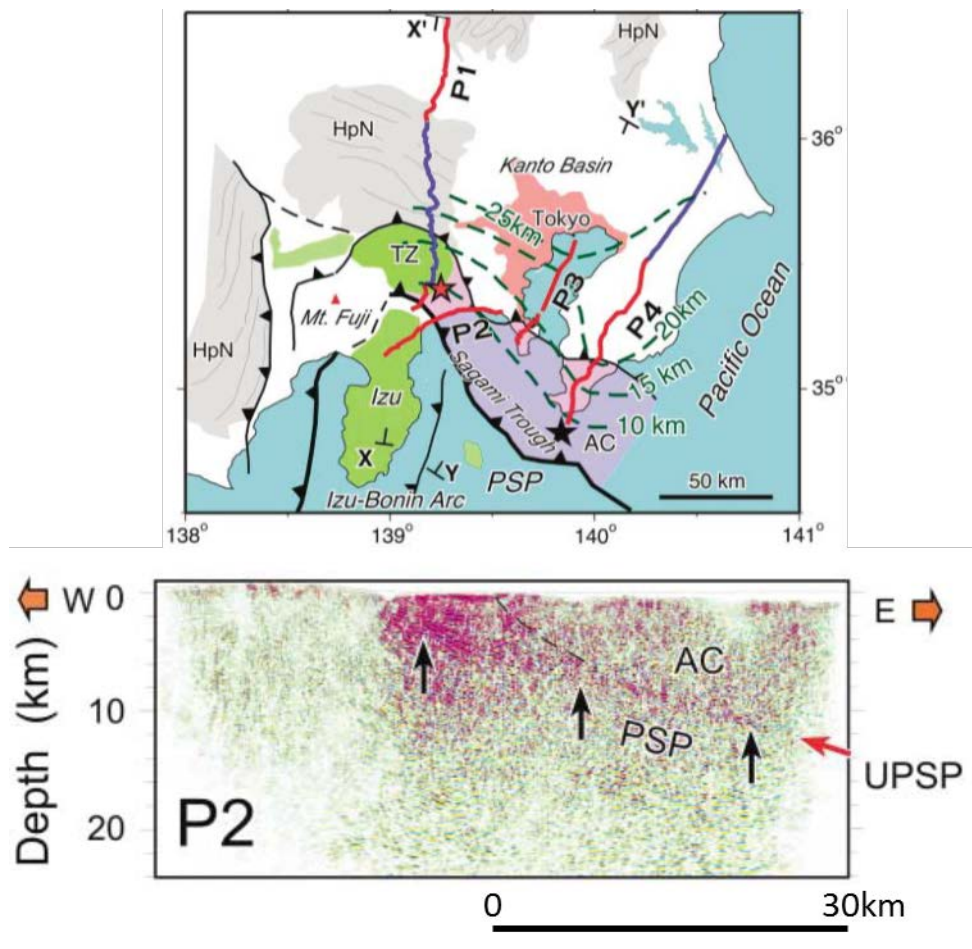 X'
HpN
P1
Y'
36°
HpN
Kanto Basin
25km
Tokyo
TZ
P3
P4
20km
Mt. Fuji
P2
HpN
Sagami Trough
Pacific Ocean
35°
15 km
Izu
10 km
X
AC
Y
PSP
50 km
Izu-Bonin Arc
138°
139°
140°
141°
W
0
E
AC
Depth (km)
10
PSP
UPSP
20
P2
0
30km